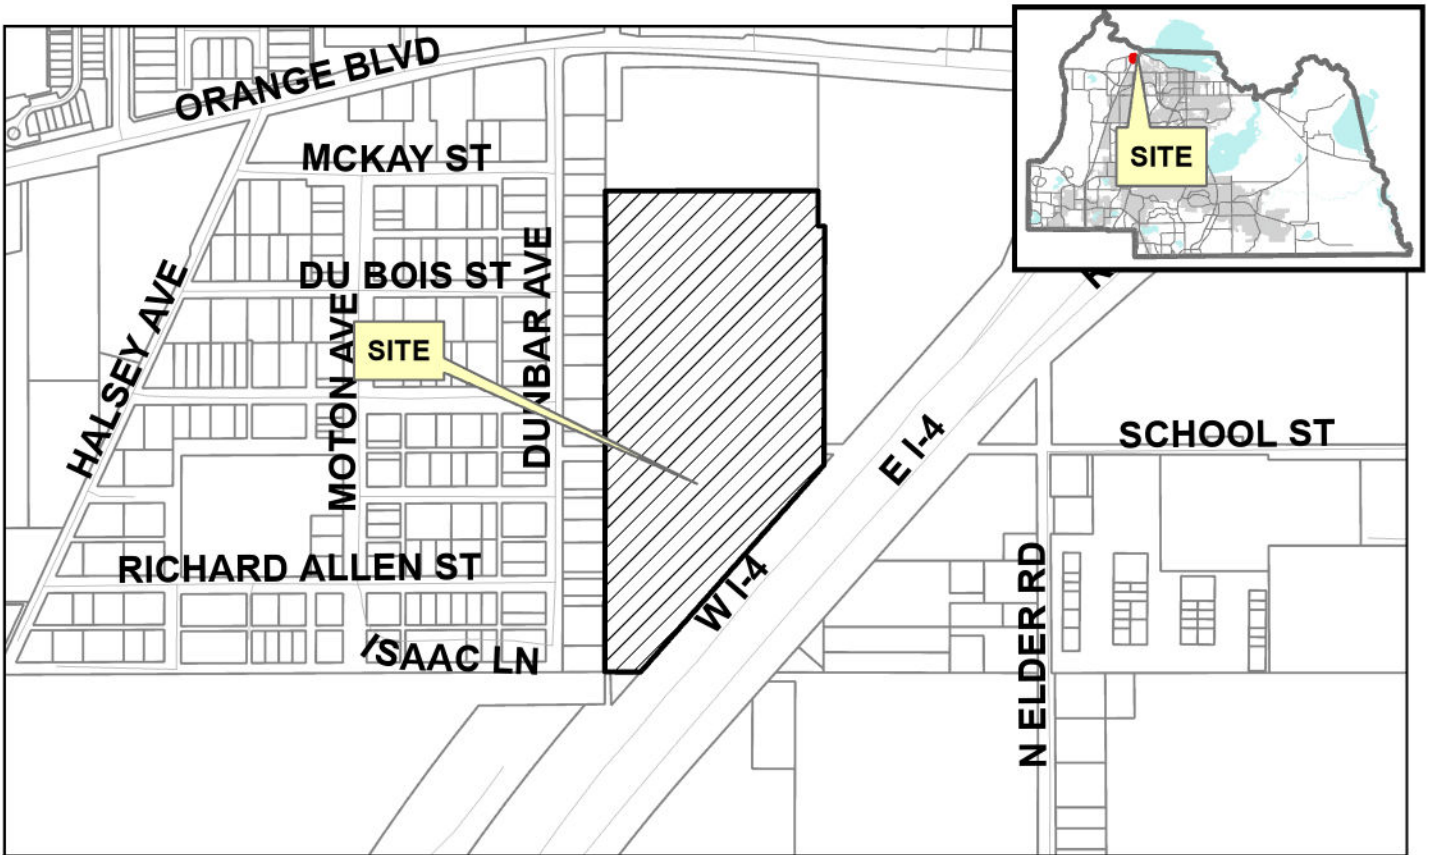 ORANGE BLVD
MCKAY ST
SITE
DU BOIS ST
HALSEY AVE
MOTON AVE
SITE
DUNBAR AVE
SCHOOL ST
E I-4
W I-4
RICHARD ALLEN ST
ISAAC LN
N ELDER RD